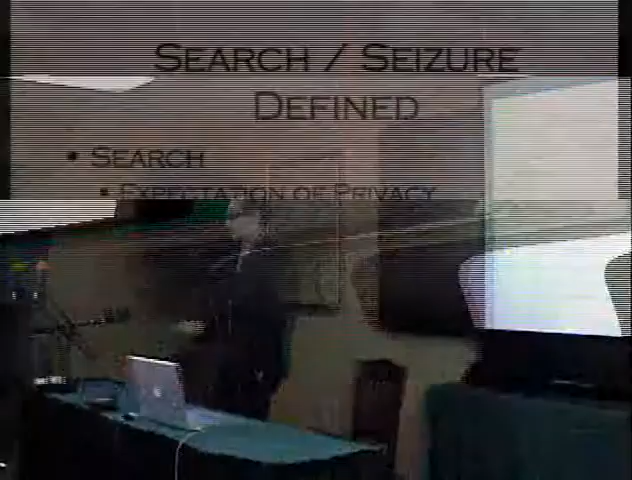 SEARCH / SEIZURE
DEFINED
• SEARCH
• EXPECTATION OF PRIVACY